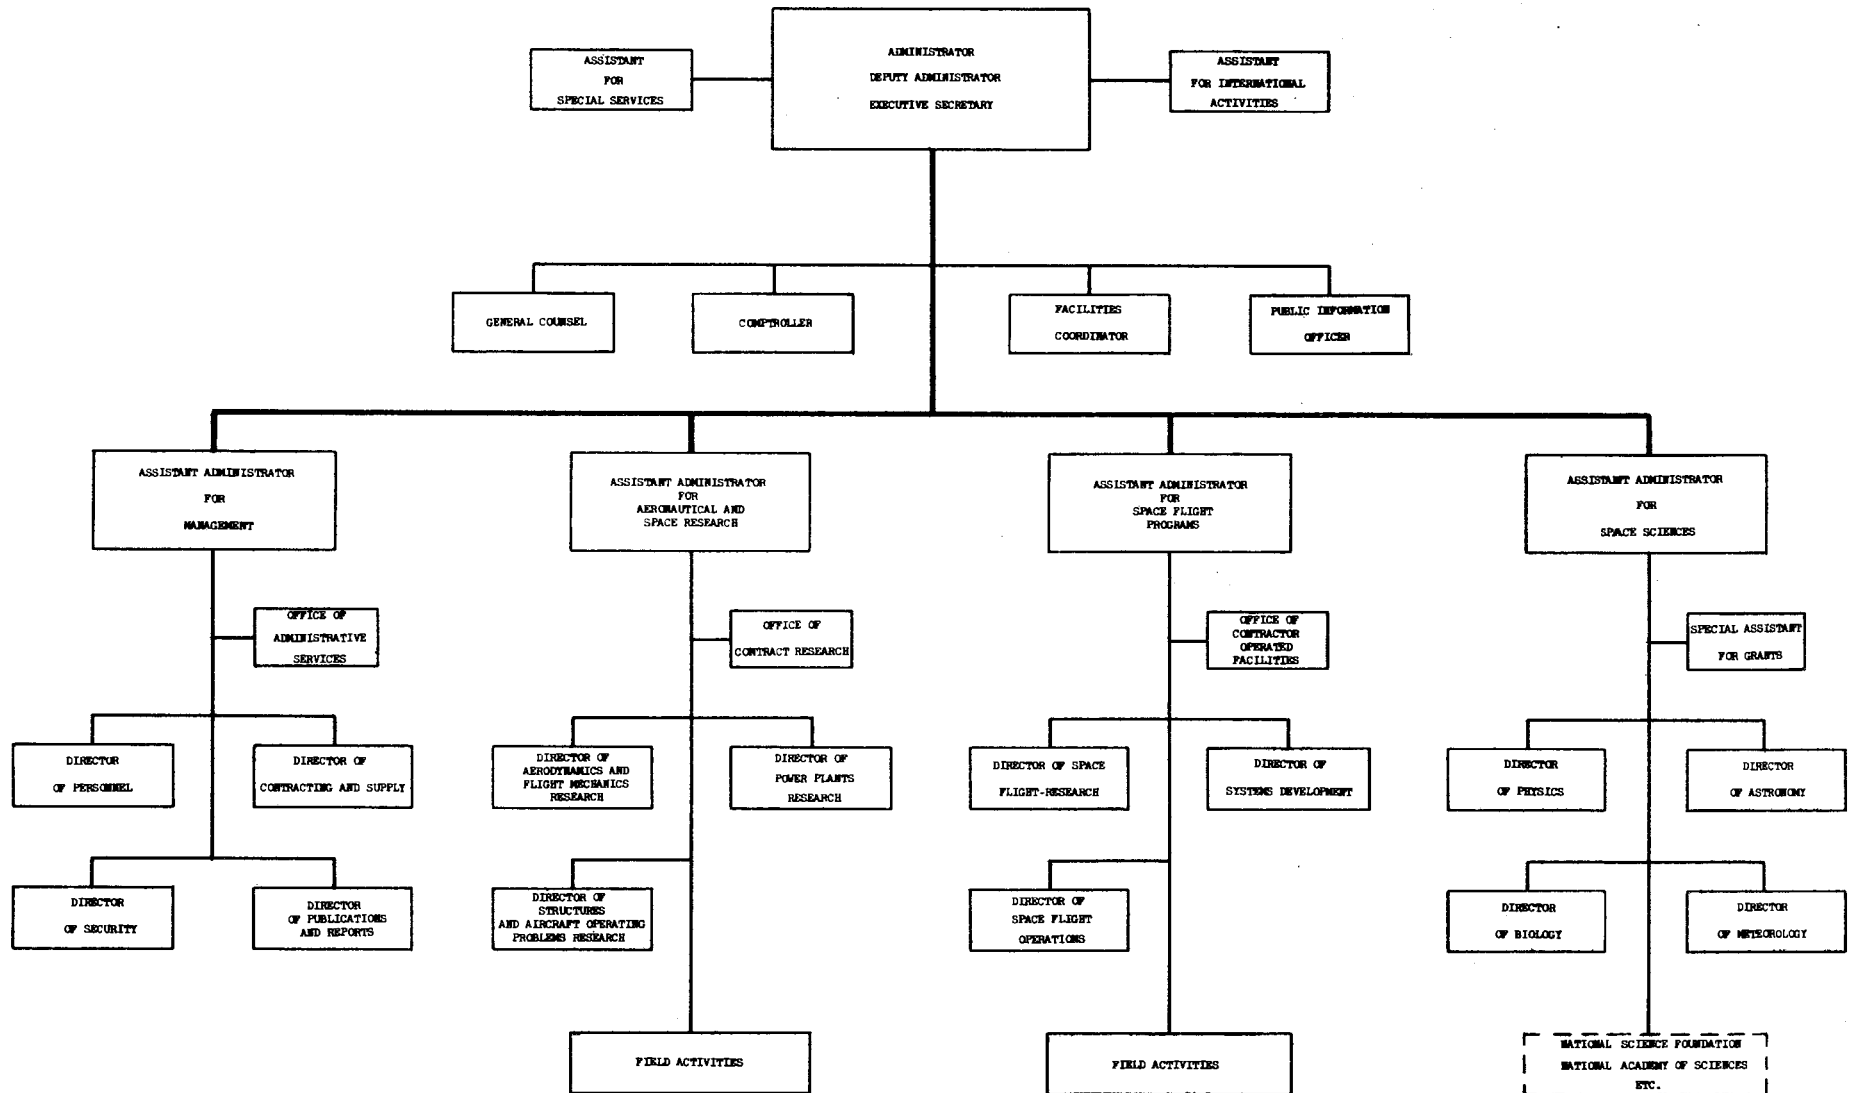 ADMINISTRATOR
DEPUTY ADMINISTRATOR
EXECUTIVE SECRETARY
ASSISTANT
FOR
SPECIAL SERVICES
ASSISTANT
FOR INTERNATIONAL
ACTIVITIES
GENERAL COUNSEL
COMPTROLLER
FACILITIES
COORDINATOR
PUBLIC INFORMATION
OFFICER
ASSISTANT ADMINISTRATOR
FOR
MANAGEMENT
ASSISTANT ADMINISTRATOR
FOR
AERONAUTICAL AND
SPACE RESEARCH
ASSISTANT ADMINISTRATOR
FOR
SPACE FLIGHT
PROGRAMS
ASSISTANT ADMINISTRATOR
FOR
SPACE SCIENCES
OFFICE OF
ADMINISTRATIVE
SERVICES
OFFICE OF
CONTRACT RESEARCH
OFFICE OF
CONTRACTOR
OPERATED
FACILITIES
SPECIAL ASSISTANT
FOR GRANTS
DIRECTOR
OF PERSONNEL
DIRECTOR OF
CONTRACTING AND SUPPLY
DIRECTOR OF
AERODYNAMICS AND
FLIGHT MECHANICS
RESEARCH
DIRECTOR OF
POWER PLANTS
RESEARCH
DIRECTOR OF SPACE
FLIGHT-RESEARCH
DIRECTOR OF
SYSTEMS DEVELOPMENT
DIRECTOR
OF PHYSICS
DIRECTOR
OF ASTRONOMY
DIRECTOR
OF SECURITY
DIRECTOR
OF PUBLICATIONS
AND REPORTS
DIRECTOR OF
STRUCTURES
AND AIRCRAFT OPERATING
PROBLEMS RESEARCH
DIRECTOR OF
SPACE FLIGHT
OPERATIONS
DIRECTOR
OF BIOLOGY
DIRECTOR
OF METEOROLOGY
FIELD ACTIVITIES
FIELD ACTIVITIES
NATIONAL SCIENCE FOUNDATION
NATIONAL ACADEMY OF SCIENCES
ETC.